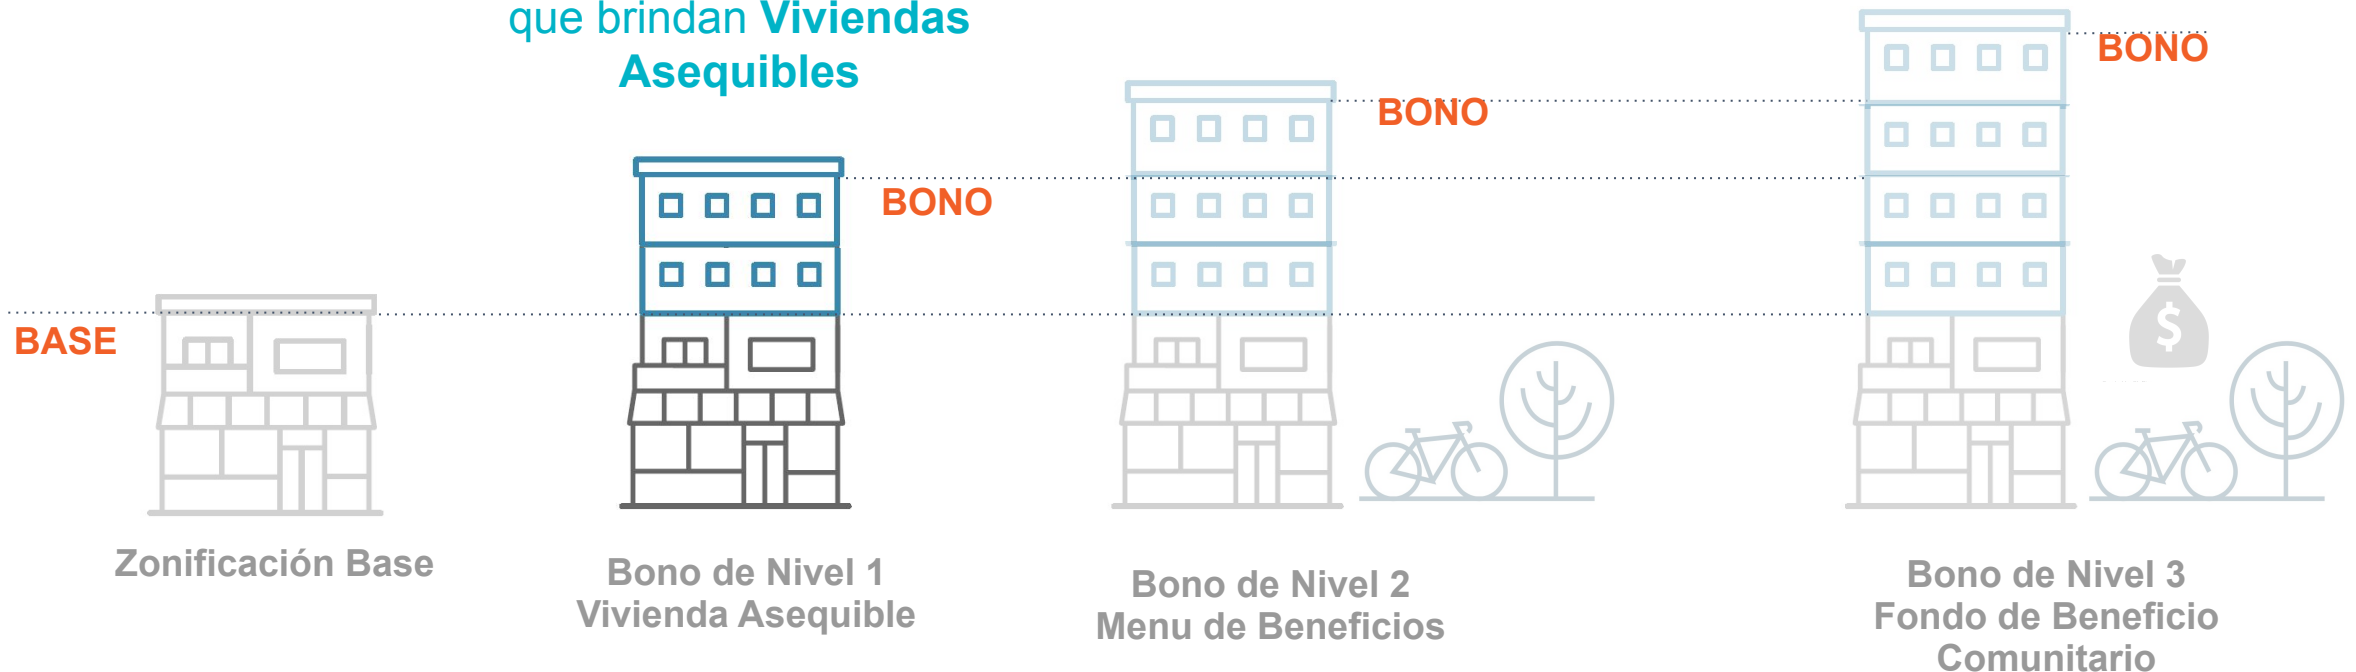 que brindan Viviendas
Asequibles
BONO
BONO
BONO
BASE
$
Zonificación Base
Bono de Nivel 1
Vivienda Asequible
Bono de Nivel 2
Menu de Beneficios
Bono de Nivel 3
Fondo de Beneficio
Comunitario